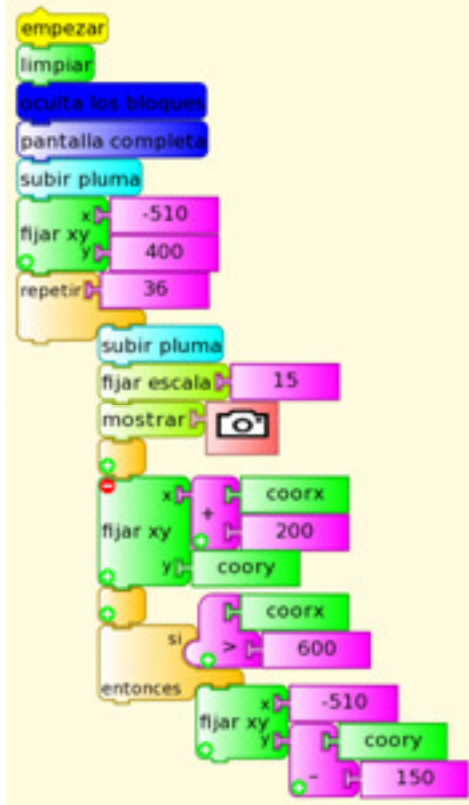 empezar
limpiar
oculta los bloques
pantalla completa
subir pluma
x -510
fijar xy
y 400
repetir 36
subir pluma
fijar escala 15
mostrar
x coorx
+
200
fijar xy
y coory
si coorx
> 600
entonces
x -510
fijar xy
y coory
- 150